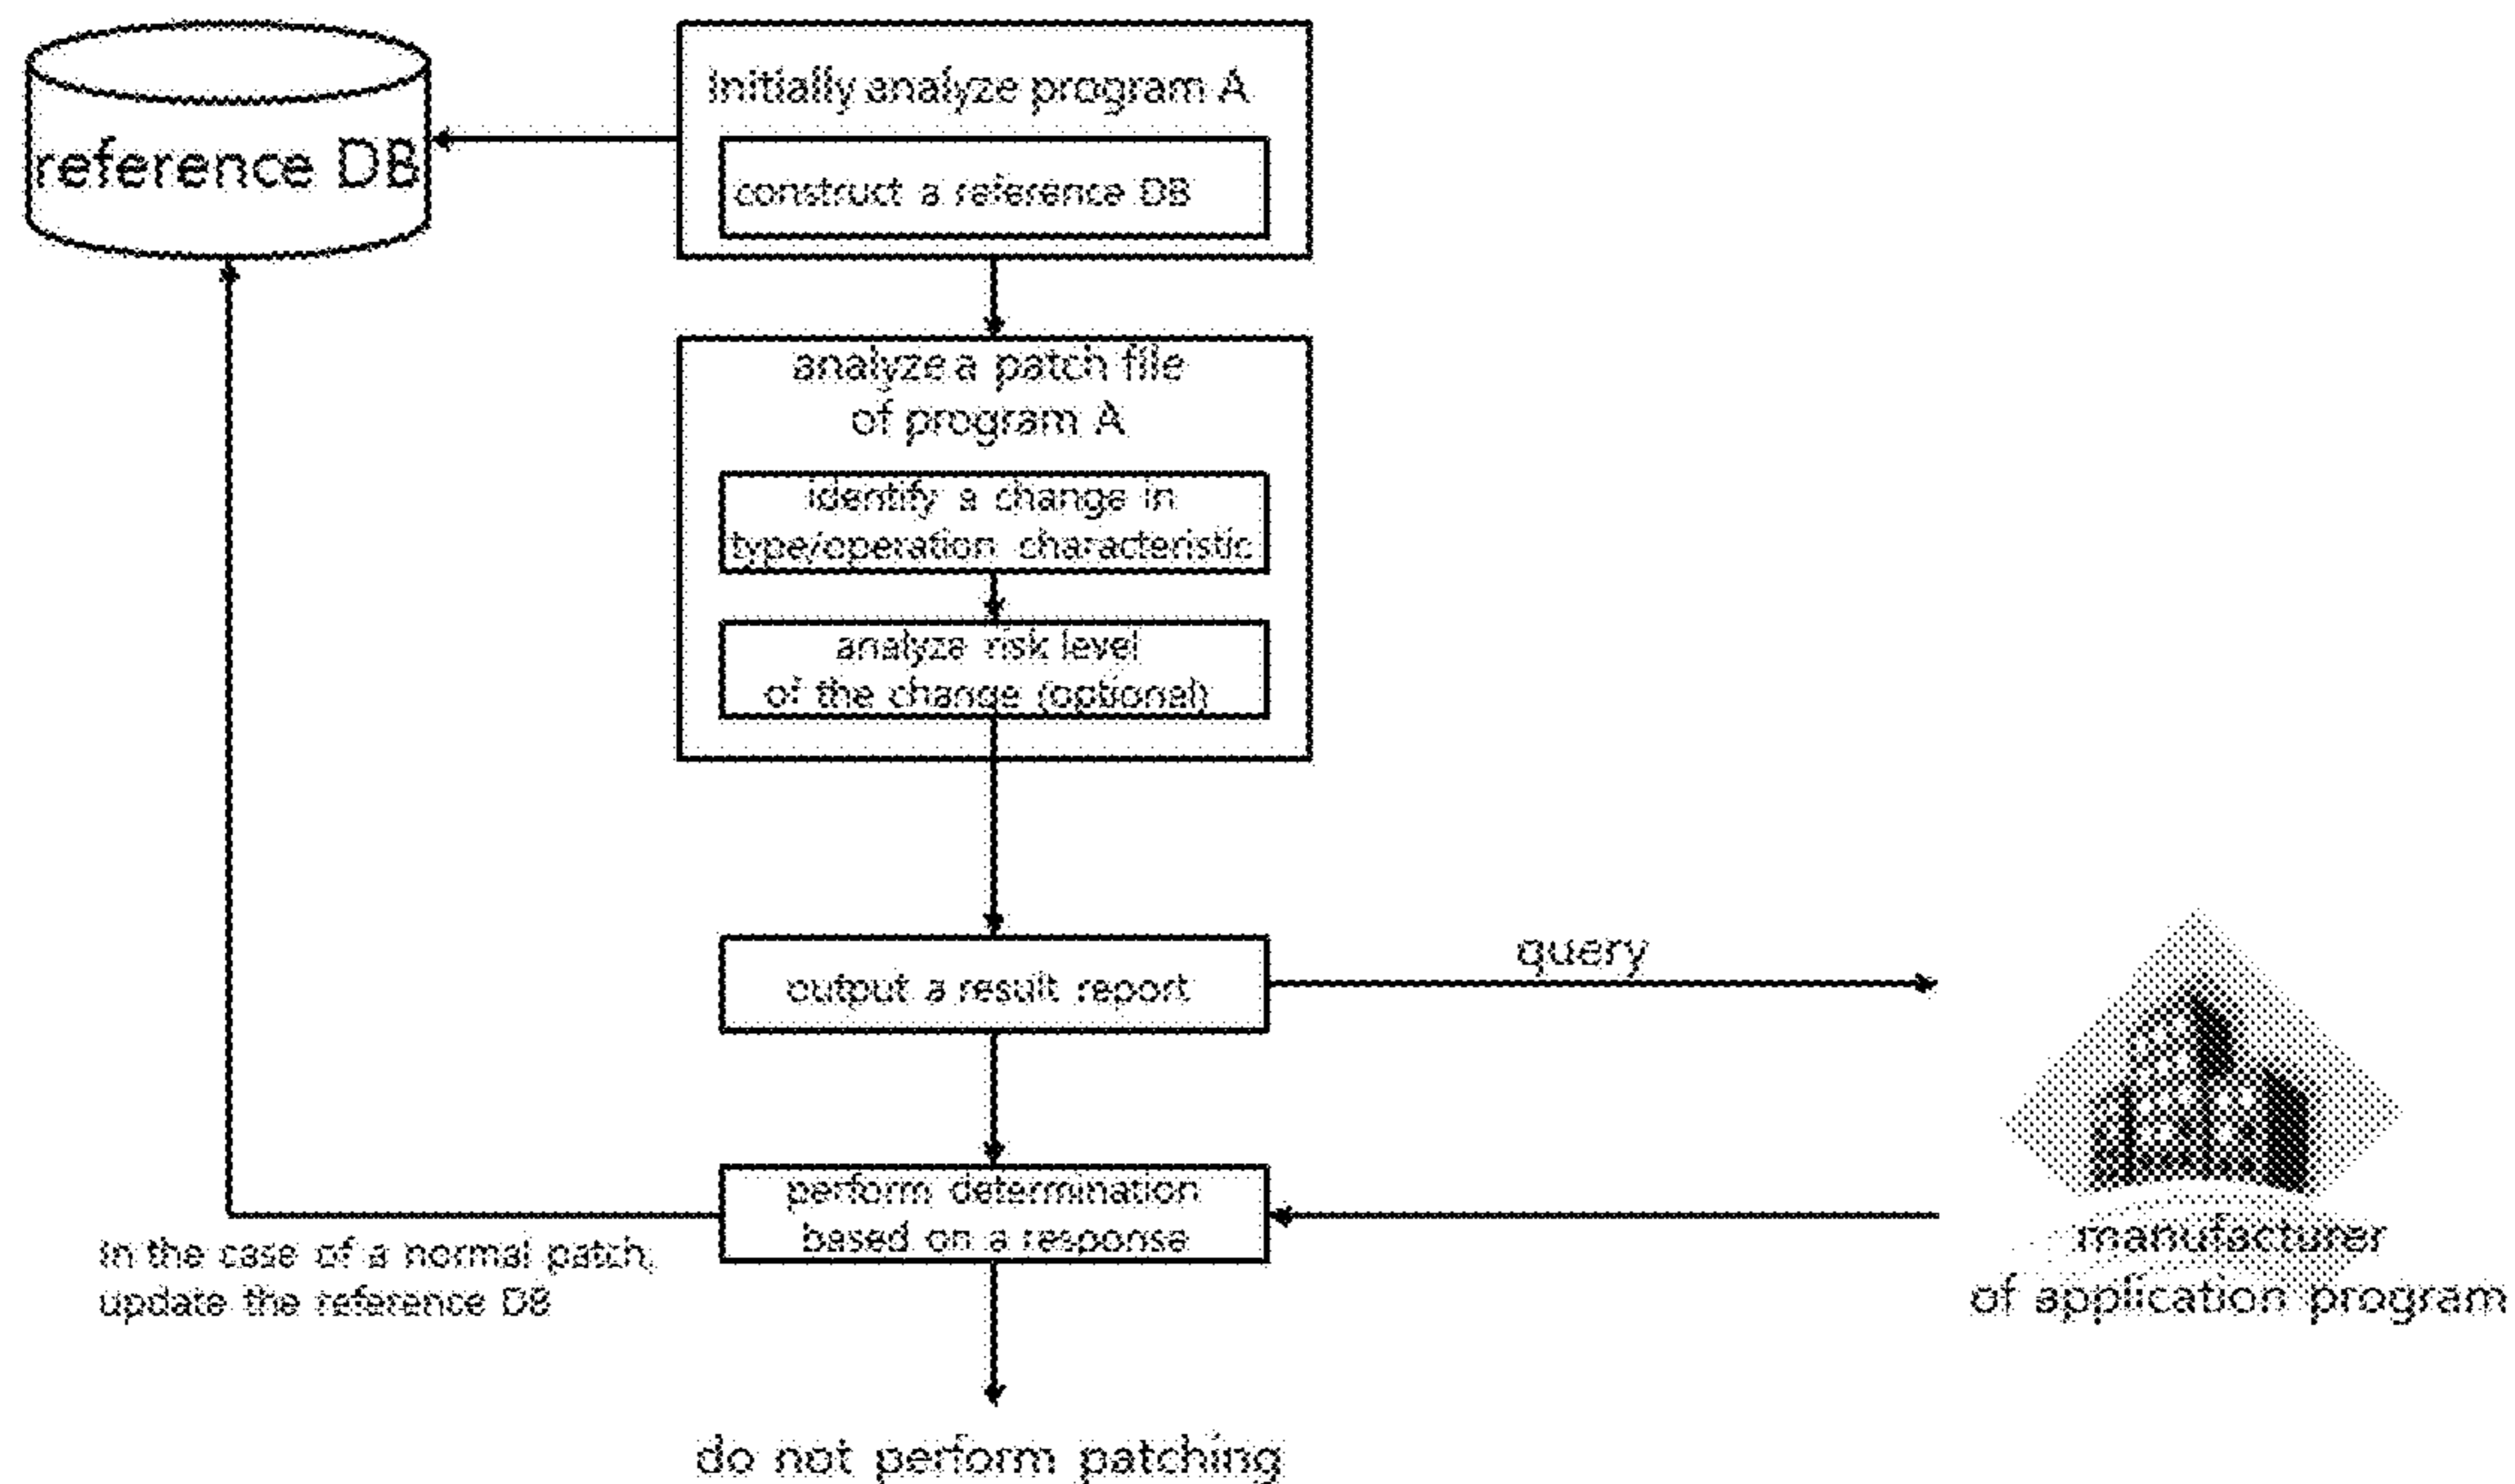 reference DB
Initially analyze program A
construct a reference DB
analyze a patch file
of program A
identify a change in
type/operation characteristic
analyze risk level
of the change (optional)
output a result report
query
perform determination
based on a response
manufacturer
of application program
In the case of a normal patch,
update the reference DB
do not perform patching